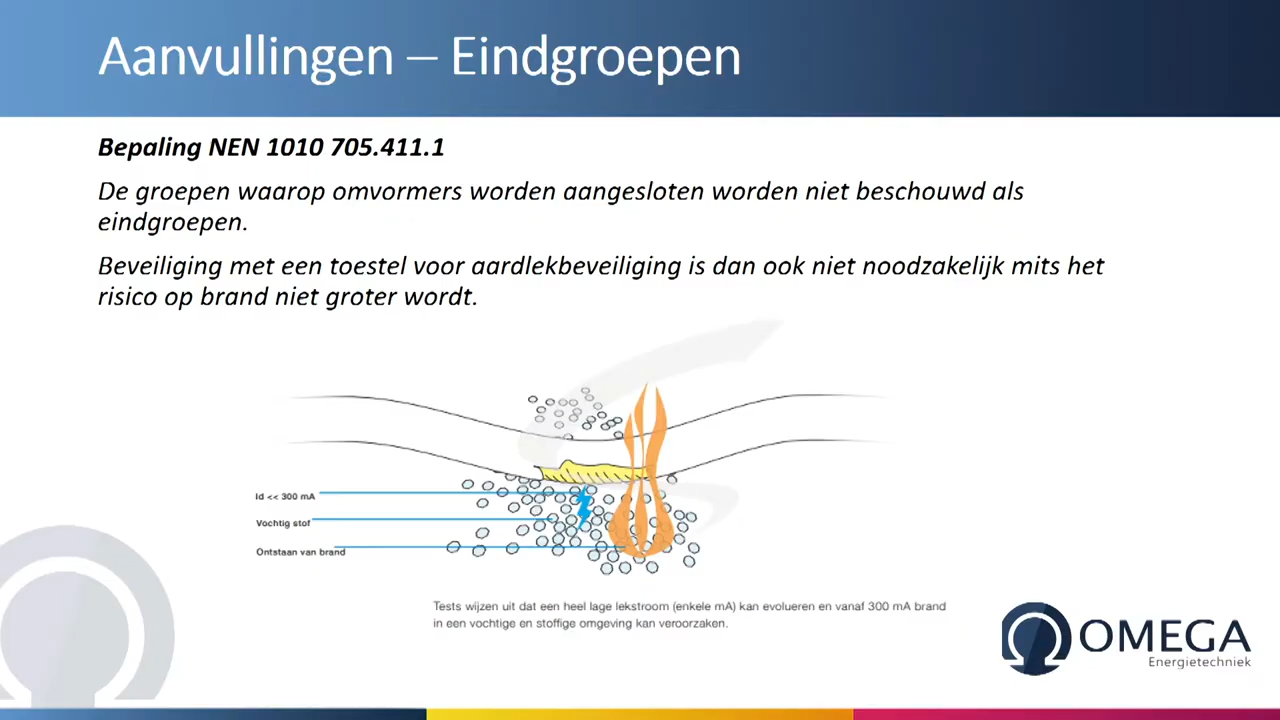 Aanvullingen – Eindgroepen
Bepaling NEN 1010 705.411.1
De groepen waarop omvormers worden aangesloten worden niet beschouwd als
eindgroepen.
Beveiliging met een toestel voor aardlekbeveiliging is dan ook niet noodzakelijk mits het
risico op brand niet groter wordt.
Id << 300 mA
Vochtig stof
Ontstaan van brand
Tests wijzen uit dat een heel lage lekstroom (enkele mA) kan evolueren en vanaf 300 mA brand
in een vochtige en stoffige omgeving kan veroorzaken.
OMEGA
Energietechniek